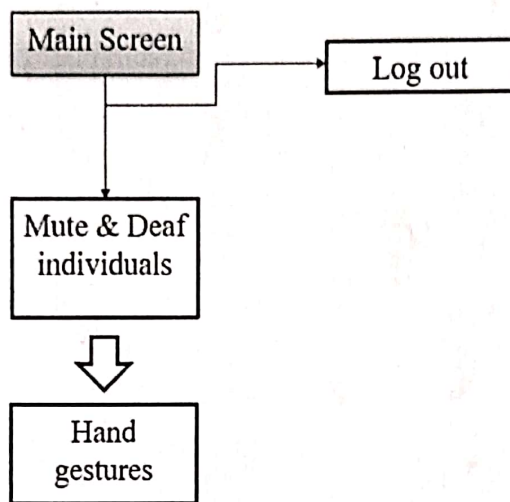 Main Screen
Log out
Mute & Deaf
individuals
Hand
gestures